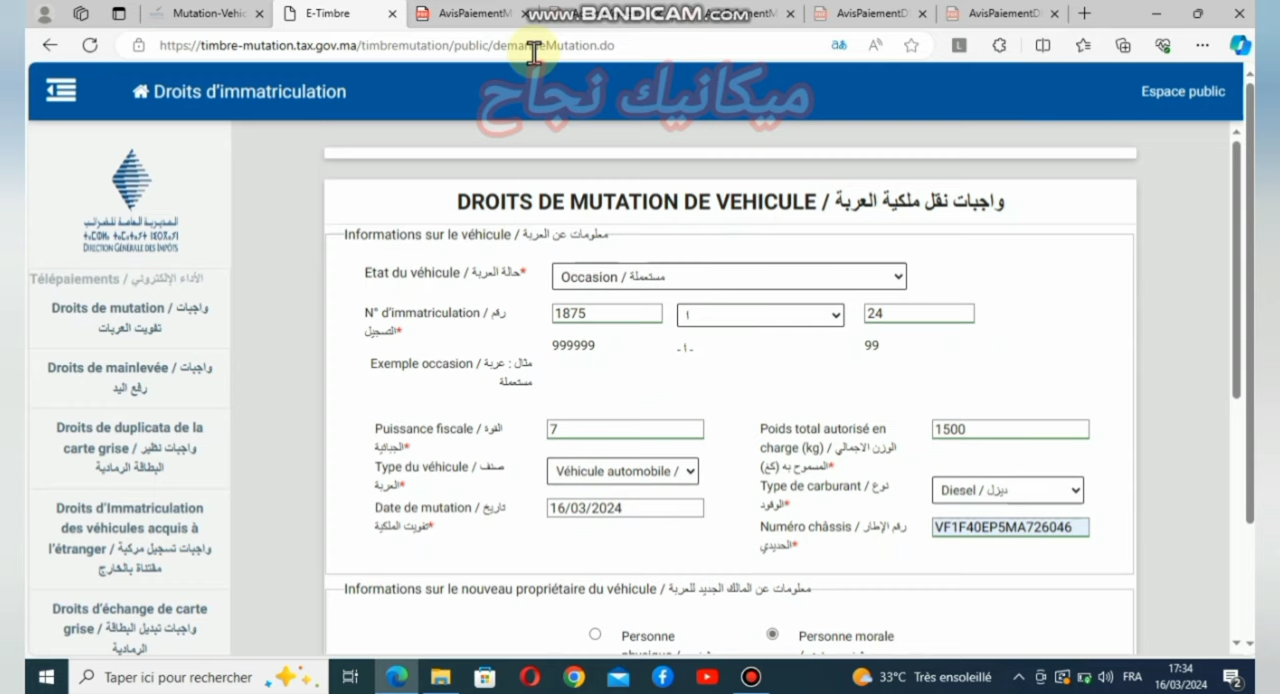 Mutation-Vehic
E-Timbre
AvisPaiementM
www.BANDICAM.com
mentM
AvisPaiementD
AvisPaiementD
https://timbre-mutation.tax.gov.ma/timbremutation/public/demandeMutation.do
Droits d'immatriculation
ميكانيك نجاح
Espace public
المديرية العامة للضرائب
DIRECTION GÉNÉRALE DES IMPÔTS
Télépaiements / الأداء الإلكتروني
Droits de mutation / واجبات
تفويت العربات
Droits de mainlevée / واجبات
رفع اليد
Droits de duplicata de la
carte grise / واجبات نظير
البطاقة الرمادية
Droits d'Immatriculation
des véhicules acquis à
l'étranger / واجبات تسجيل مركبة
مقتناة بالخارج
Droits d'échange de carte
grise / واجبات تبديل البطاقة
الرمادية
DROITS DE MUTATION DE VEHICULE / واجبات نقل ملكية العربة
Informations sur le véhicule / معلومات عن العربة
Etat du véhicule / حالة العربة*
Occasion / مستعملة
N° d'immatriculation / رقم
التسجيل*
1875
ا
24
999999
-ا-
99
Exemple occasion / مثال : عربة
مستعملة
Puissance fiscale / القوة
الجبائية*
7
Poids total autorisé en
charge (kg) / الوزن الاجمالي
المسموح به (كغ)*
1500
Type du véhicule / صنف
العربة*
Véhicule automobile /
Type de carburant / نوع
الوقود*
Diesel / ديزل
Date de mutation / تاريخ
تفويت الملكية*
16/03/2024
Numéro châssis / رقم الإطار
الحديدي*
VF1F40EP5MA726046
Informations sur le nouveau propriétaire du véhicule / معلومات عن المالك الجديد للعربة
Personne
Personne morale
Taper ici pour rechercher
33°C Très ensoleillé
FRA
17:34
16/03/2024
2